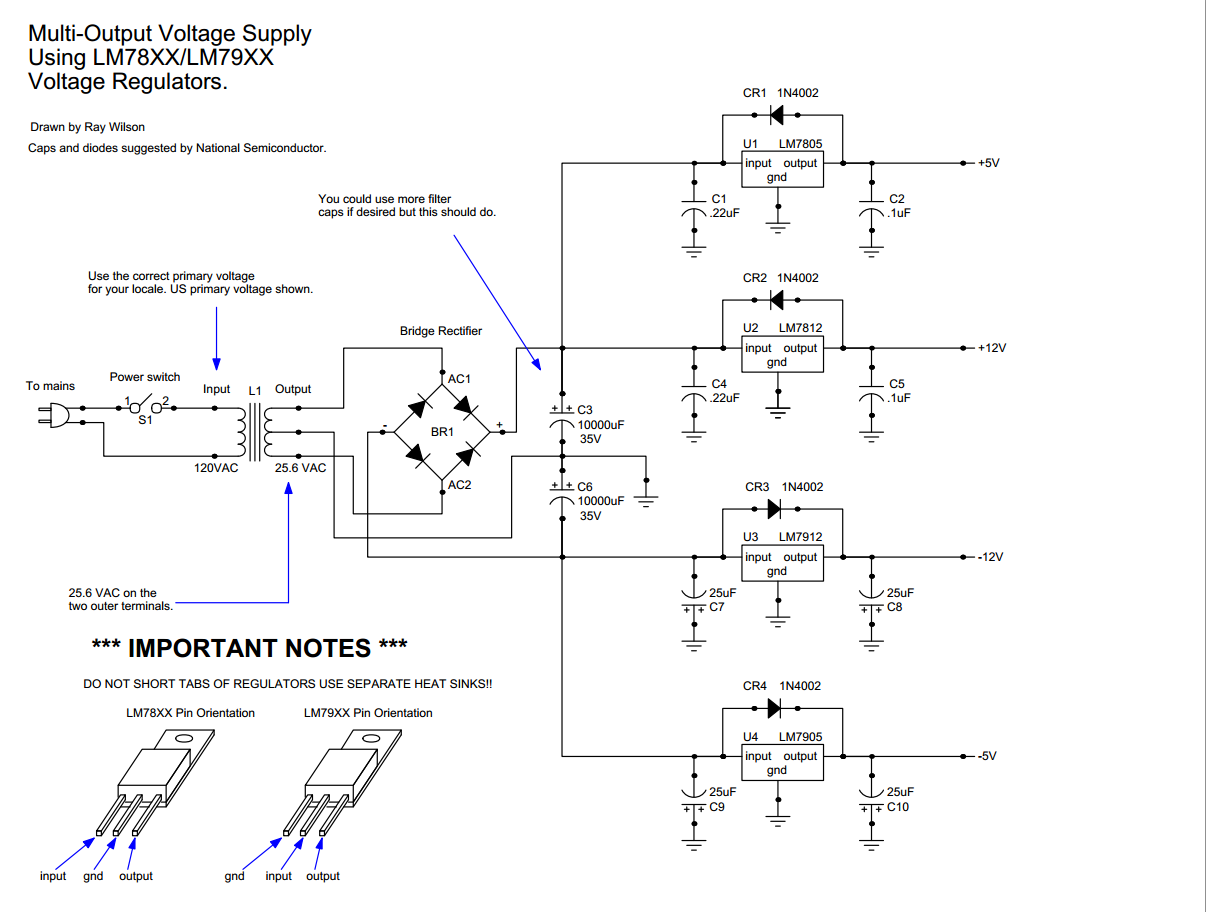 Multi-Output Voltage Supply
Using LM78XX/LM79XX
Voltage Regulators.
Drawn by Ray Wilson
Caps and diodes suggested by National Semiconductor.
You could use more filter
caps if desired but this should do.
Use the correct primary voltage
for your locale. US primary voltage shown.
Bridge Rectifier
To mains
Power switch
1 2
S1
Input
L1
Output
120VAC
25.6 VAC
AC1
-
BR1
+
AC2
25.6 VAC on the
two outer terminals.
+ + C3
10000uF
35V
+ + C6
10000uF
35V
CR1 1N4002
U1 LM7805
input output
gnd
+5V
C1
.22uF
C2
.1uF
CR2 1N4002
U2 LM7812
input output
gnd
+12V
C4
.22uF
C5
.1uF
CR3 1N4002
U3 LM7912
input output
gnd
-12V
25uF
+ + C7
25uF
+ + C8
CR4 1N4002
U4 LM7905
input output
gnd
-5V
25uF
+ + C9
25uF
+ + C10
*** IMPORTANT NOTES ***
DO NOT SHORT TABS OF REGULATORS USE SEPARATE HEAT SINKS!!
LM78XX Pin Orientation
LM79XX Pin Orientation
input gnd output
gnd input output